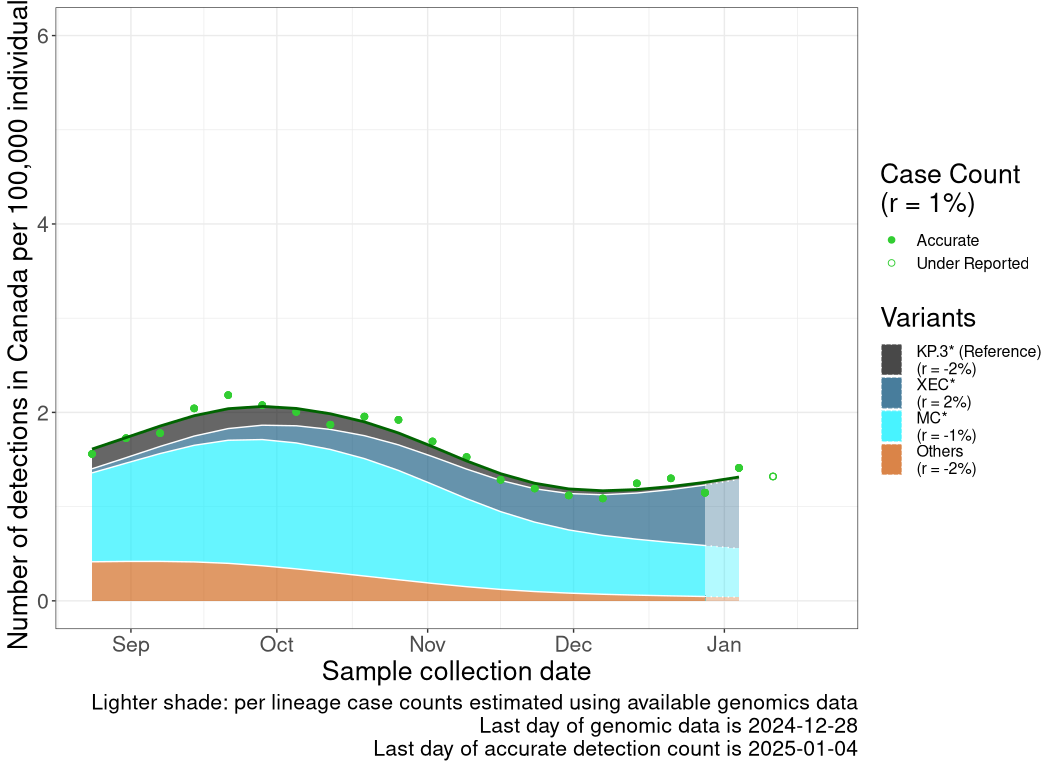 Number of detections in Canada per 100,000 individual
6
4
2
0
Sep Oct Nov Dec Jan
Sample collection date
Lighter shade: per lineage case counts estimated using available genomics data
Last day of genomic data is 2024-12-28
Last day of accurate detection count is 2025-01-04
Case Count
(r = 1%)
Accurate
Under Reported
Variants
KP.3* (Reference)
(r = -2%)
XEC*
(r = 2%)
MC*
(r = -1%)
Others
(r = -2%)